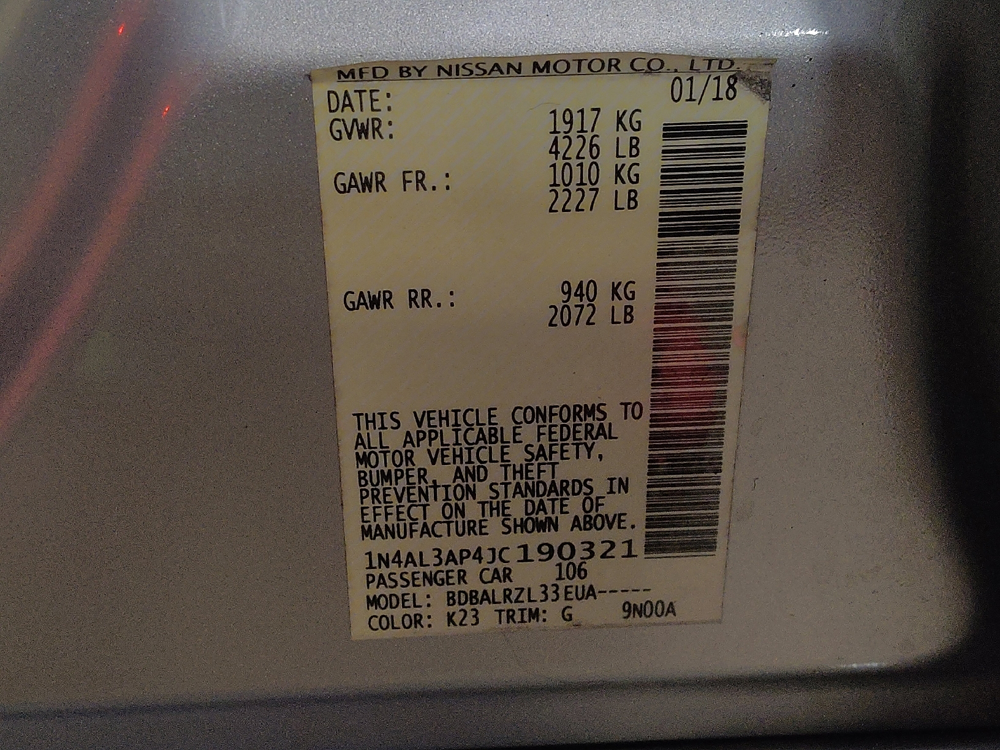 MFD BY NISSAN MOTOR CO., LTD.
DATE: 01/18
GVWR: 1917 KG
4226 LB
GAWR FR.: 1010 KG
2227 LB
GAWR RR.: 940 KG
2072 LB
THIS VEHICLE CONFORMS TO
ALL APPLICABLE FEDERAL
MOTOR VEHICLE SAFETY,
BUMPER, AND THEFT
PREVENTION STANDARDS IN
EFFECT ON THE DATE OF
MANUFACTURE SHOWN ABOVE.
1N4AL3AP4JC190321
PASSENGER CAR 106
MODEL: BDBALRZL33EUA-----
COLOR: K23 TRIM: G 9N00A